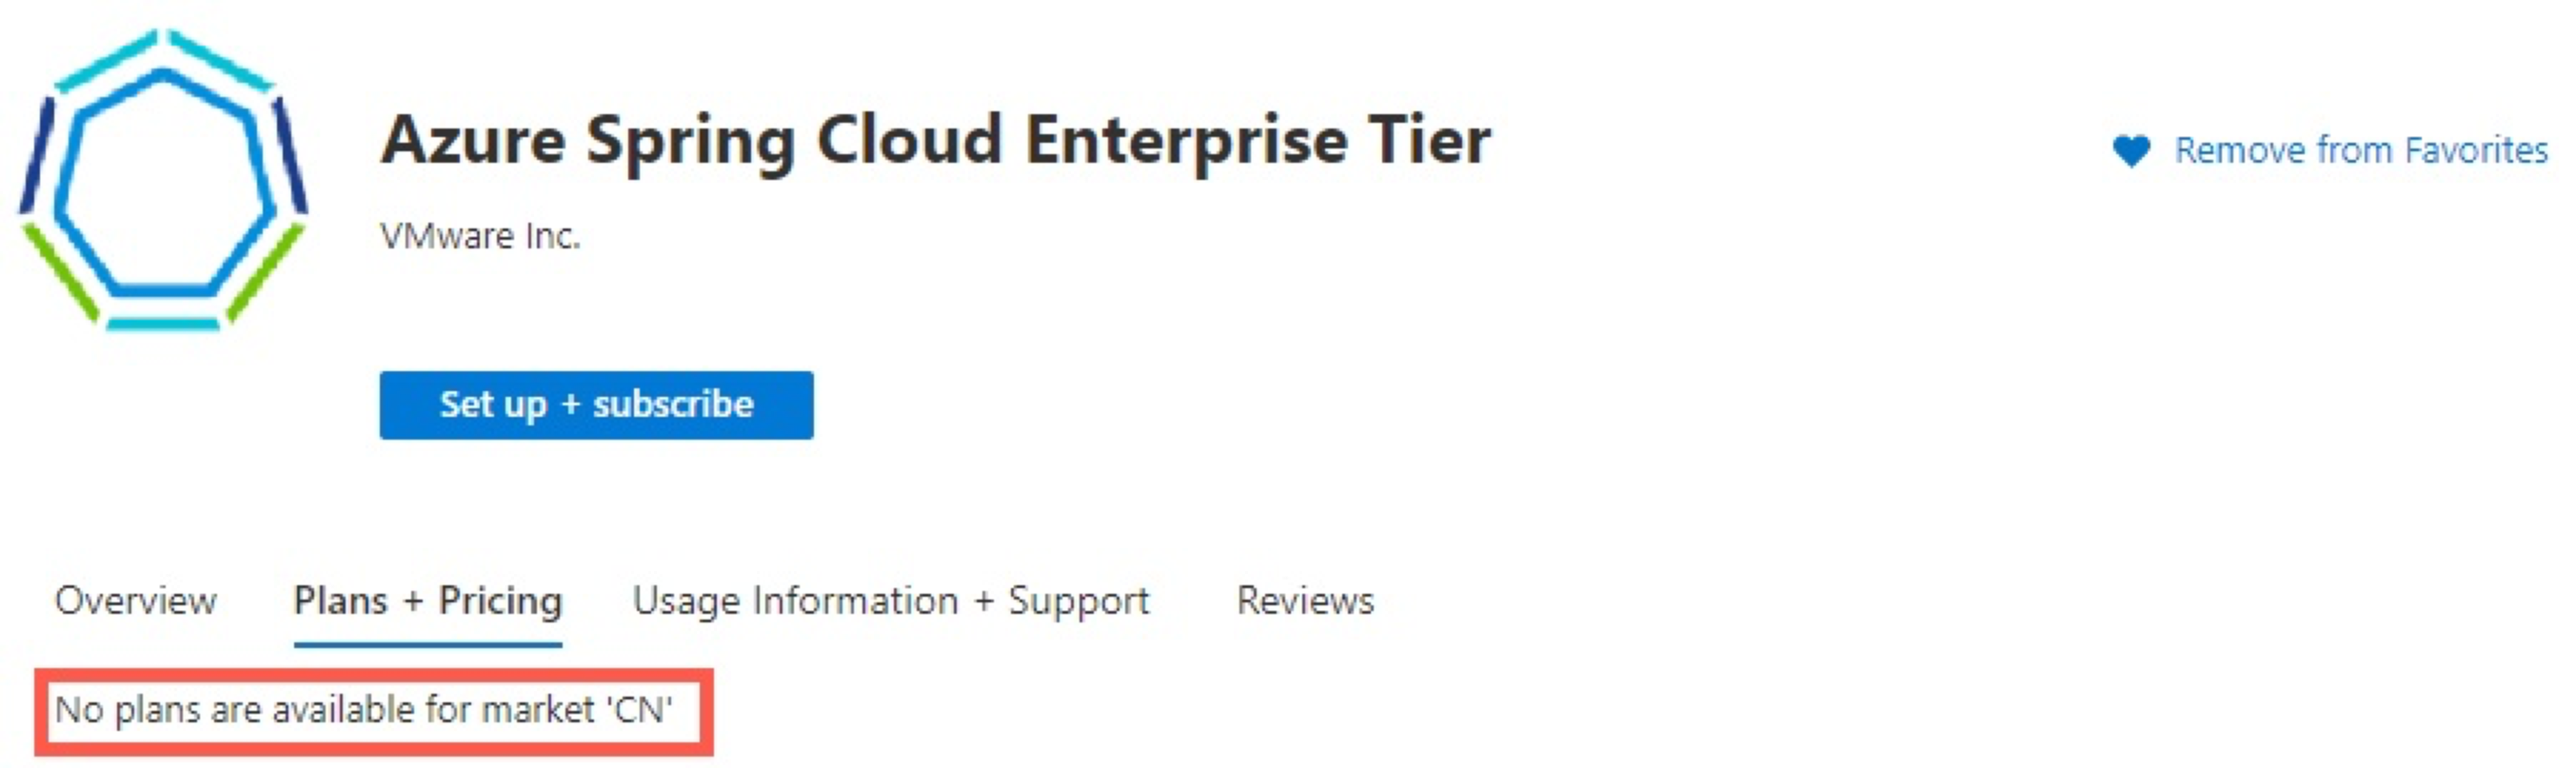 Azure Spring Cloud Enterprise Tier
Remove from Favorites
VMware Inc.
Set up + subscribe
Overview Plans + Pricing Usage Information + Support Reviews
No plans are available for market 'CN'